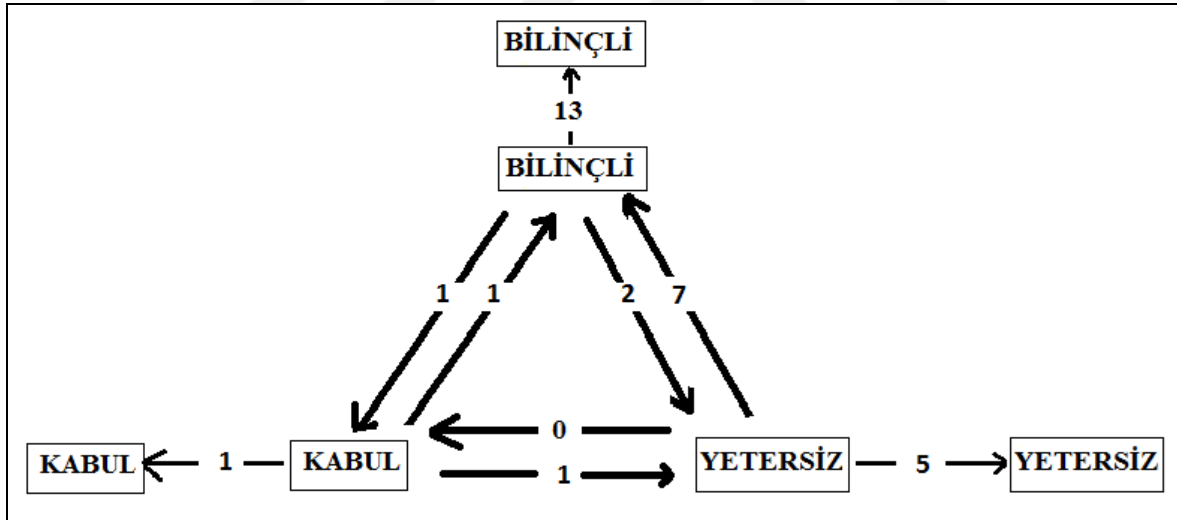 BİLİNÇLİ
13
BİLİNÇLİ
1 1 2 7
0
KABUL 1 KABUL YETERSİZ 5 YETERSİZ
1